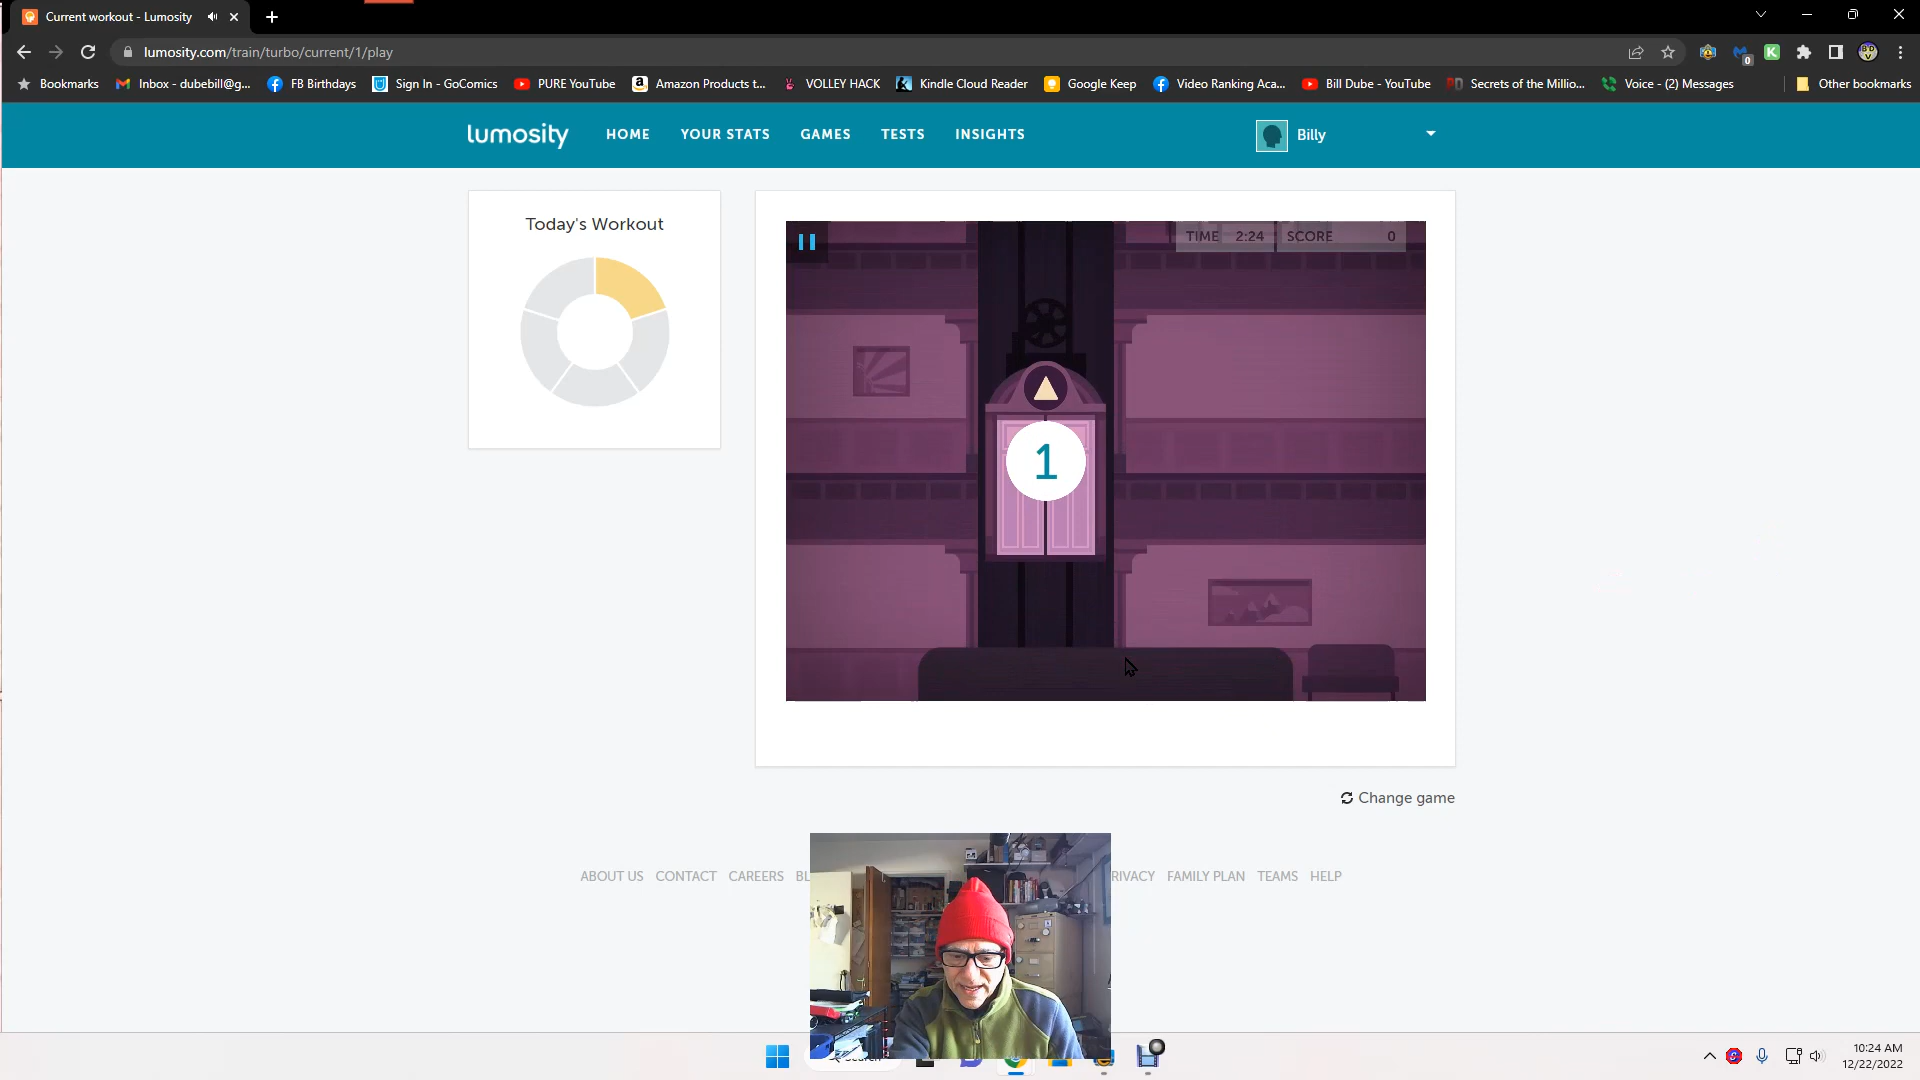 Current workout - Lumosity
lumosity.com/train/turbo/current/1/play
Bookmarks
Inbox - dubebill@g...
FB Birthdays
Sign In - GoComics
PURE YouTube
Amazon Products t...
VOLLEY HACK
Kindle Cloud Reader
Google Keep
Video Ranking Aca...
Bill Dube - YouTube
Secrets of the Millio...
Voice - (2) Messages
Other bookmarks
0
lumosity
HOME
YOUR STATS
GAMES
TESTS
INSIGHTS
Billy
Today's Workout
TIME 2:24
SCORE 0
1
Change game
ABOUT US
CONTACT
CAREERS
BL
RIVACY
FAMILY PLAN
TEAMS
HELP
10:24 AM
12/22/2022